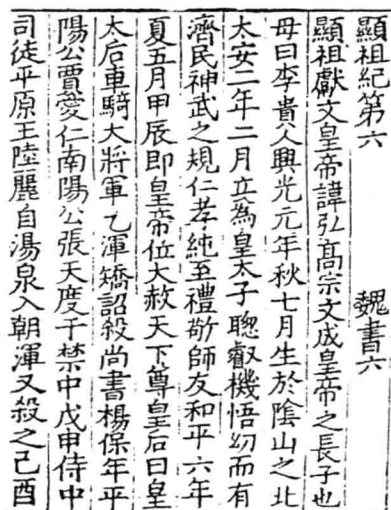 顯祖紀第六　魏書六
顯祖獻文皇帝諱弘髙宗文成皇帝之長子也
母曰李貴人興光元年秋七月生於陰山之北
太安二年二月立為皇太子聦叡機悟幼而有
濟民神武之規仁孝純至禮敬師友和平六年
夏五月甲辰即皇帝位大赦天下尊皇后曰皇
太后車騎大將軍乙渾矯詔殺尚書楊保年平
陽公賈愛仁南陽公張天度于禁中戊申侍中
司徒平原王陸麗自湯泉入朝渾又殺之己酉